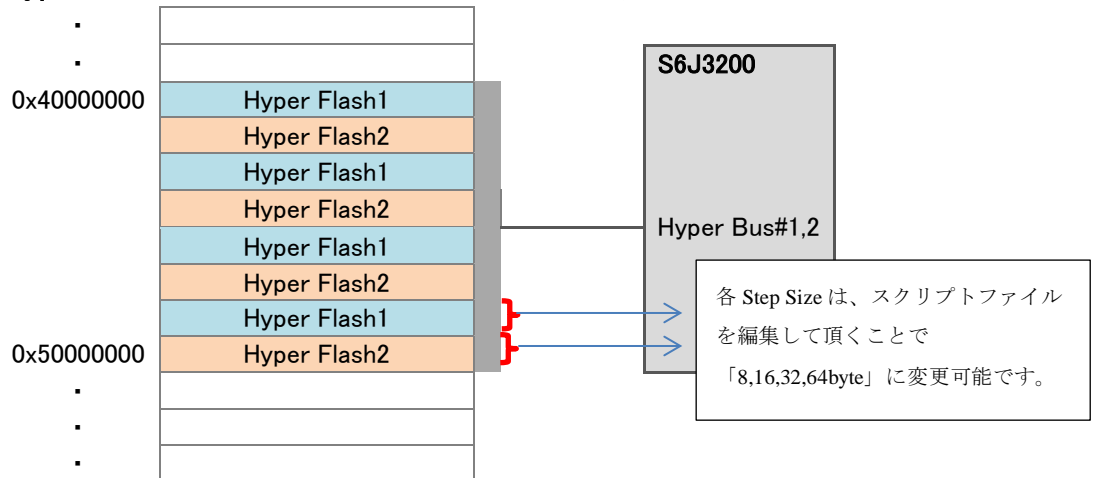 ・
・
0x40000000
Hyper Flash1
Hyper Flash2
Hyper Flash1
Hyper Flash2
Hyper Flash1
Hyper Flash2
Hyper Flash1
0x50000000
Hyper Flash2
・
・
・
S6J3200
Hyper Bus#1,2
各 Step Size は、スクリプトファイル
を編集して頂くことで
「8,16,32,64byte」に変更可能です。